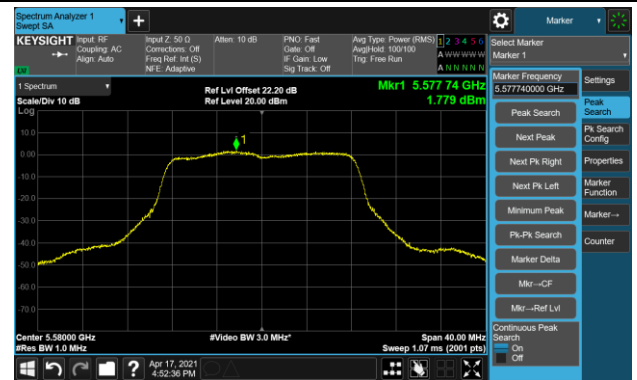 Spectrum Analyzer 1
Swept SA
Marker
KEYSIGHT
Input: RF
Coupling: AC
Align: Auto
Input Z: 50 Ω
Corrections: Off
Freq Ref: Int (S)
NFE: Adaptive
Atten: 10 dB
PNO: Fast
Gate: Off
IF Gain: Low
Sig Track: Off
Avg Type: Power (RMS)
Avg|Hold: 100/100
Trig: Free Run
1 2 3 4 5 6
A W W W W W
A N N N N N
LW
Select Marker
Marker 1
1 Spectrum
Scale/Div 10 dB
Log
Ref Lvl Offset 22.20 dB
Ref Level 20.00 dBm
Mkr1 5.577 74 GHz
1.779 dBm
10.0
0.00
-10.0
-20.0
-30.0
-40.0
-50.0
-60.0
-70.0
1
Center 5.58000 GHz
#Res BW 1.0 MHz
#Video BW 3.0 MHz*
Span 40.00 MHz
Sweep 1.07 ms (2001 pts)
Marker Frequency
5.577740000 GHz
Peak Search
Next Peak
Next Pk Right
Next Pk Left
Minimum Peak
Pk-Pk Search
Marker Delta
Mkr→CF
Mkr→Ref Lvl
Continuous Peak
Search
On
Off
Settings
Peak
Search
Pk Search
Config
Properties
Marker
Function
Marker→
Counter
?
Apr 17, 2021
4:52:36 PM